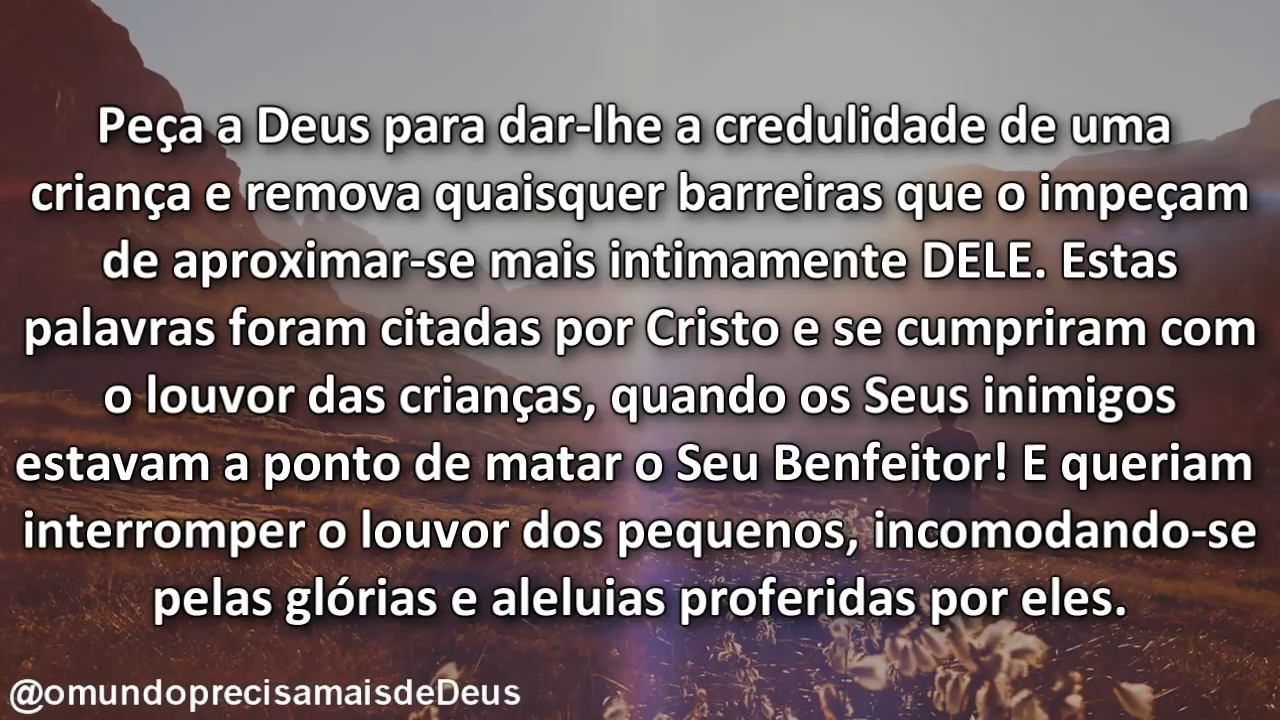 Peça a Deus para dar-lhe a credulidade de uma
criança e remova quaisquer barreiras que o impeçam
de aproximar-se mais intimamente DELE. Estas
palavras foram citadas por Cristo e se cumpriram com
o louvor das crianças, quando os Seus inimigos
estavam a ponto de matar o Seu Benfeitor! E queriam
interromper o louvor dos pequenos, incomodando-se
pelas glórias e aleluias proferidas por eles.
@omundoprecisamaisdeDeus